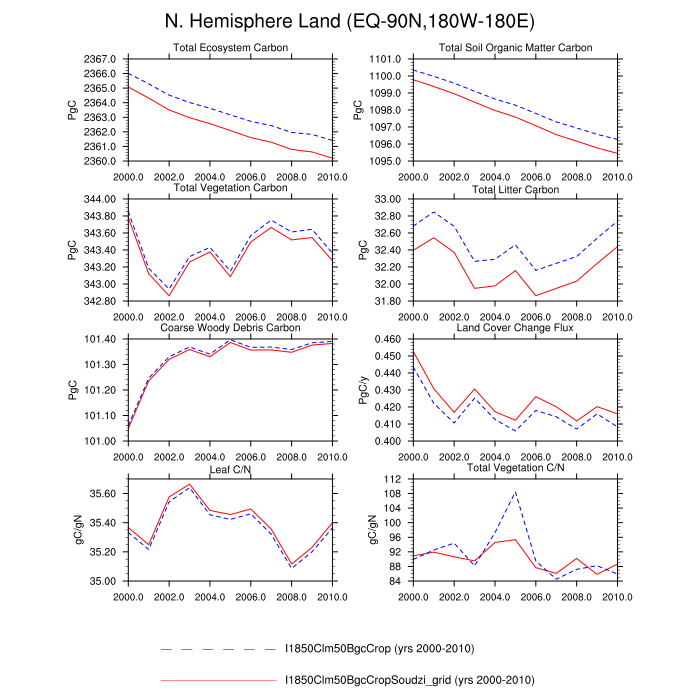 N. Hemisphere Land (EQ-90N,180W-180E)
Total Ecosystem Carbon
PgC
2367.0
2366.0
2365.0
2364.0
2363.0
2362.0
2361.0
2360.0
2000.0 2002.0 2004.0 2006.0 2008.0 2010.0
Total Soil Organic Matter Carbon
PgC
1101.0
1100.0
1099.0
1098.0
1097.0
1096.0
1095.0
2000.0 2002.0 2004.0 2006.0 2008.0 2010.0
Total Vegetation Carbon
PgC
344.00
343.80
343.60
343.40
343.20
343.00
342.80
2000.0 2002.0 2004.0 2006.0 2008.0 2010.0
Total Litter Carbon
PgC
33.00
32.80
32.60
32.40
32.20
32.00
31.80
2000.0 2002.0 2004.0 2006.0 2008.0 2010.0
Coarse Woody Debris Carbon
PgC
101.40
101.30
101.20
101.10
101.00
2000.0 2002.0 2004.0 2006.0 2008.0 2010.0
Land Cover Change Flux
PgC/y
0.460
0.450
0.440
0.430
0.420
0.410
0.400
2000.0 2002.0 2004.0 2006.0 2008.0 2010.0
Leaf C/N
gC/gN
35.60
35.40
35.20
35.00
2000.0 2002.0 2004.0 2006.0 2008.0 2010.0
Total Vegetation C/N
gC/gN
112
108
104
100
96
92
88
84
2000.0 2002.0 2004.0 2006.0 2008.0 2010.0
I1850Clm50BgcCrop (yrs 2000-2010)
I1850Clm50BgcCropSoudzi_grid (yrs 2000-2010)